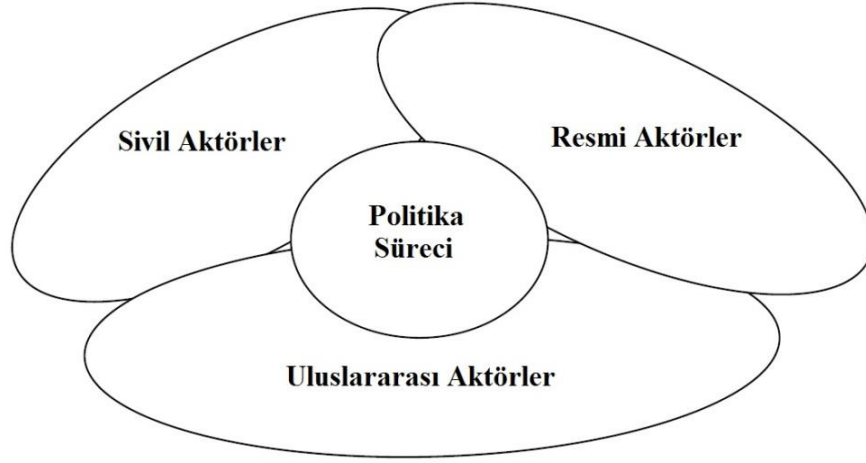 Sivil Aktörler
Resmi Aktörler
Politika
Süreci
Uluslararası Aktörler